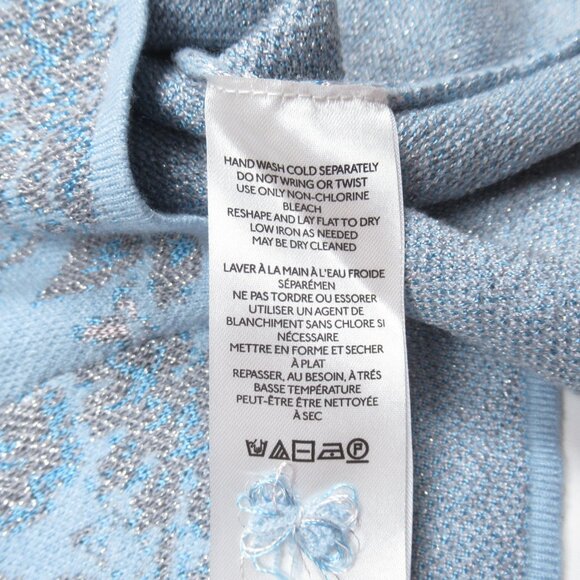 HAND WASH COLD SEPARATELY
DO NOT WRING OR TWIST
USE ONLY NON-CHLORINE
BLEACH
RESHAPE AND LAY FLAT TO DRY
LOW IRON AS NEEDED
MAY BE DRY CLEANED
LAVER À LA MAIN À L'EAU FROIDE
SÉPARÉMEN
NE PAS TORDRE OU ESSORER
UTILISER UN AGENT DE
BLANCHIMENT SANS CHLORE SI
NÉCESSAIRE
METTRE EN FORME ET SECHER
À PLAT
REPASSER, AU BESOIN, À TRÉS
BASSE TEMPÉRATURE
PEUT-ÊTRE ÊTRE NETTOYÉE
À SEC
P